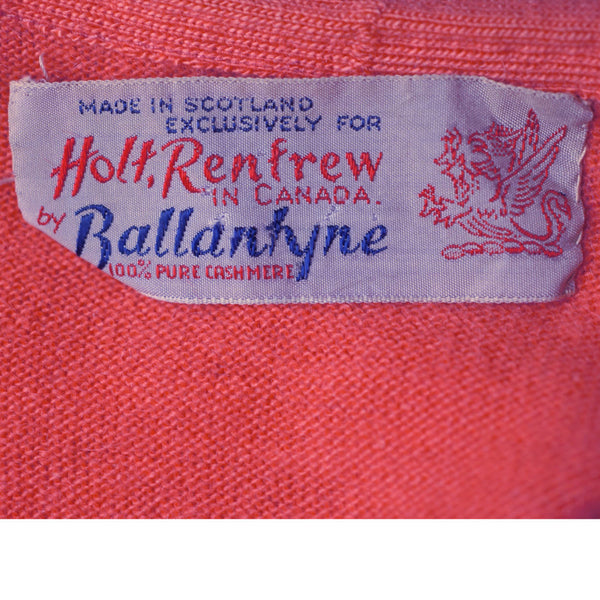 MADE IN SCOTLAND
EXCLUSIVELY FOR
Holt, Renfrew
IN CANADA.
by Ballantyne
100% PURE CASHMERE